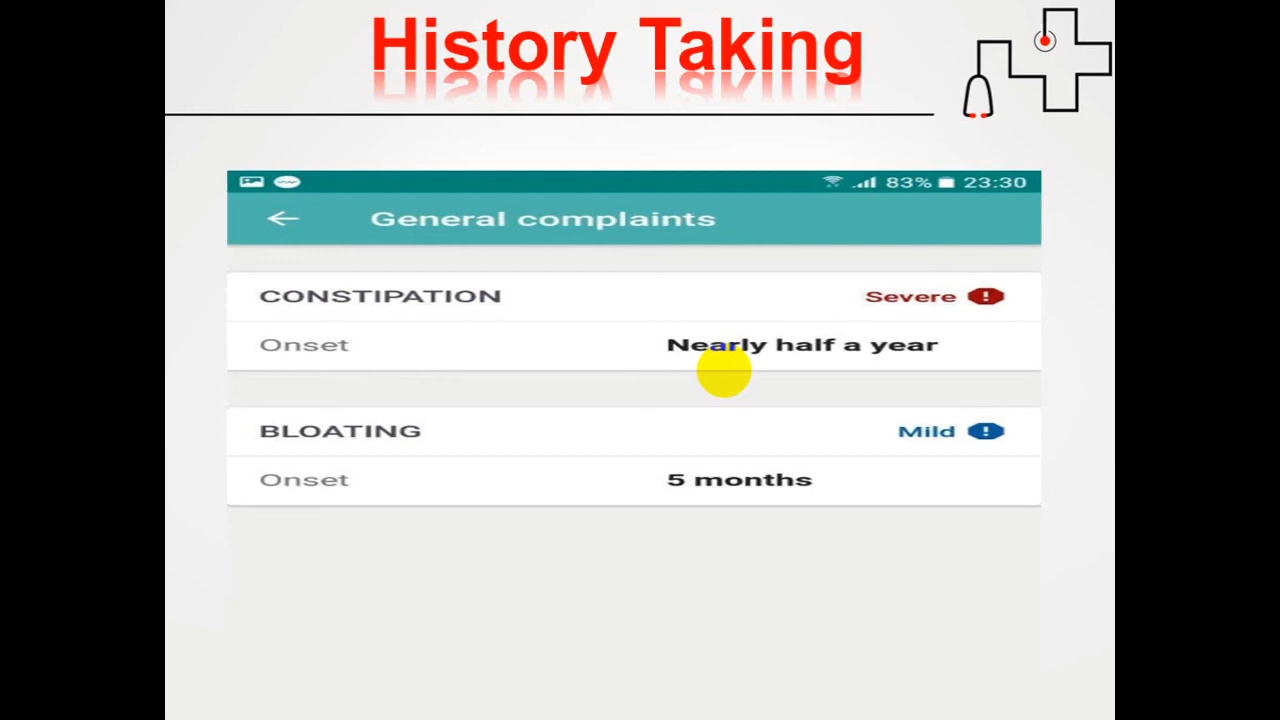 History Taking
83% 23:30
General complaints
CONSTIPATION Severe
Onset Nearly half a year
BLOATING Mild
Onset 5 months